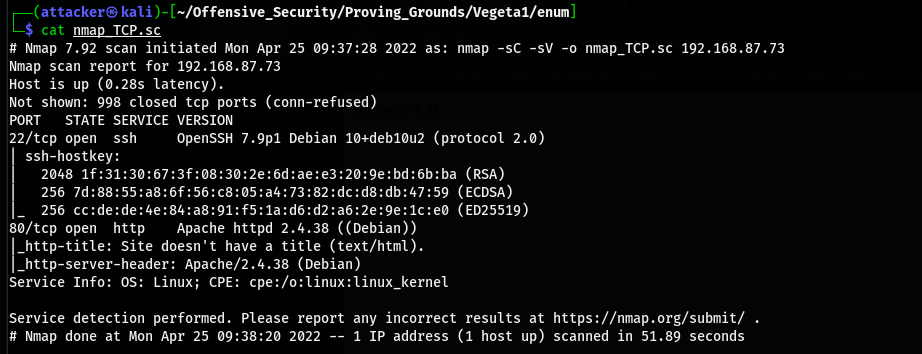 ┌──(attacker㉿kali)-[~/Offensive_Security/Proving_Grounds/Vegeta1/enum]
└─$ cat nmap_TCP.sc
# Nmap 7.92 scan initiated Mon Apr 25 09:37:28 2022 as: nmap -sC -sV -o nmap_TCP.sc 192.168.87.73
Nmap scan report for 192.168.87.73
Host is up (0.28s latency).
Not shown: 998 closed tcp ports (conn-refused)
PORT   STATE SERVICE VERSION
22/tcp open  ssh     OpenSSH 7.9p1 Debian 10+deb10u2 (protocol 2.0)
| ssh-hostkey:
|   2048 1f:31:30:67:3f:08:30:2e:6d:ae:e3:20:9e:bd:6b:ba (RSA)
|   256 7d:88:55:a8:6f:56:c8:05:a4:73:82:dc:d8:db:47:59 (ECDSA)
|_  256 cc:de:de:4e:84:a8:91:f5:1a:d6:d2:a6:2e:9e:1c:e0 (ED25519)
80/tcp open  http    Apache httpd 2.4.38 ((Debian))
|_http-title: Site doesn't have a title (text/html).
|_http-server-header: Apache/2.4.38 (Debian)
Service Info: OS: Linux; CPE: cpe:/o:linux:linux_kernel

Service detection performed. Please report any incorrect results at https://nmap.org/submit/ .
# Nmap done at Mon Apr 25 09:38:20 2022 -- 1 IP address (1 host up) scanned in 51.89 seconds